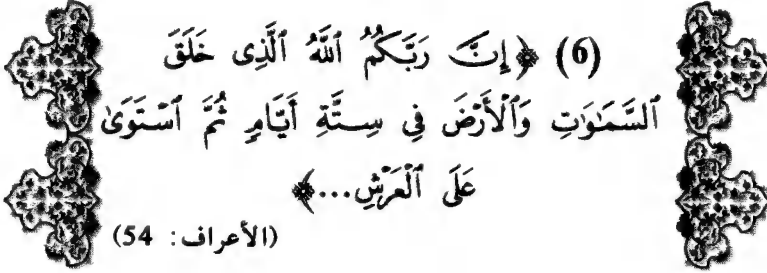 (6) ﴿إِنَّ رَبَّكُمُ ٱللَّهُ ٱلَّذِى خَلَقَ
ٱلسَّمَٰوَٰتِ وَٱلْأَرْضَ فِى سِتَّةِ أَيَّامٍ ثُمَّ ٱسْتَوَىٰ
عَلَى ٱلْعَرْشِ...﴾
(الأعراف: 54)